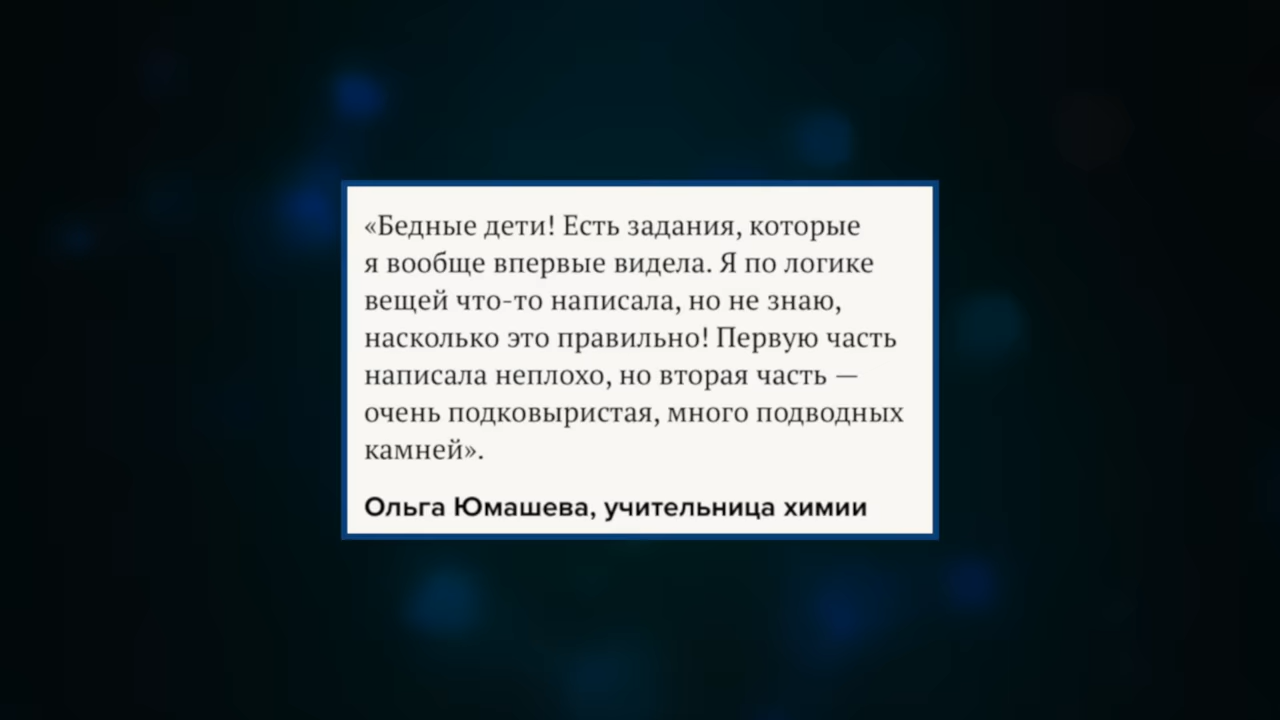 «Бедные дети! Есть задания, которые
я вообще впервые видела. Я по логике
вещей что-то написала, но не знаю,
насколько это правильно! Первую часть
написала неплохо, но вторая часть —
очень подковыристая, много подводных
камней».
Ольга Юмашева, учительница химии